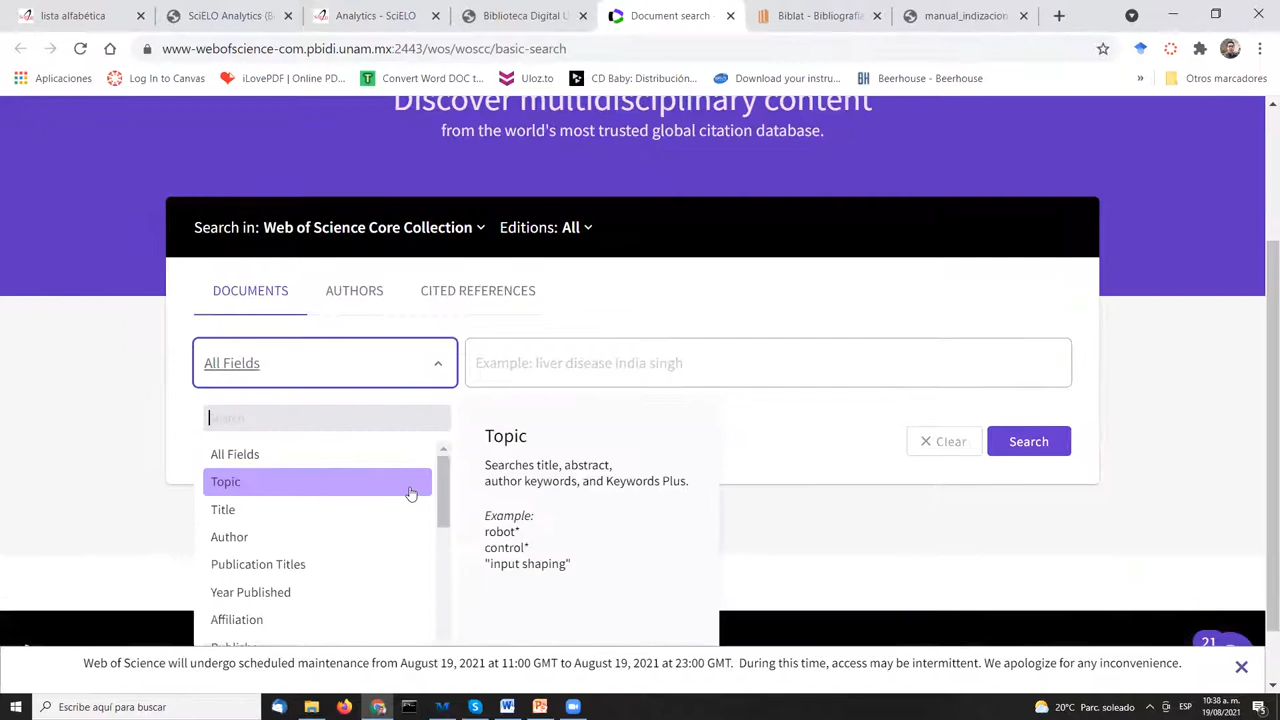 lista alfabética
SciELO Analytics (Br
Analytics - SciELO
Biblioteca Digital U
Document search
Biblat - Bibliografía
manual_indizacion
www-webofscience-com.pbidi.unam.mx:2443/wos/woscc/basic-search
Aplicaciones
Log In to Canvas
iLovePDF | Online PD...
Convert Word DOC t...
Uloz.to
CD Baby: Distribución...
Download your instru...
Beerhouse - Beerhouse
»
Otros marcadores
Discover multidisciplinary content
from the world's most trusted global citation database.
Search in: Web of Science Core Collection
Editions: All
DOCUMENTS
AUTHORS
CITED REFERENCES
All Fields
Example: liver disease india singh
Search
All Fields
Topic
Title
Author
Publication Titles
Year Published
Affiliation
Topic
Searches title, abstract,
author keywords, and Keywords Plus.
Example:
robot*
control*
"input shaping"
Clear
Search
21
Web of Science will undergo scheduled maintenance from August 19, 2021 at 11:00 GMT to August 19, 2021 at 23:00 GMT. During this time, access may be intermittent. We apologize for any inconvenience.
Escribe aquí para buscar
20°C Parc. soleado
ESP
10:38 a.m.
19/08/2021